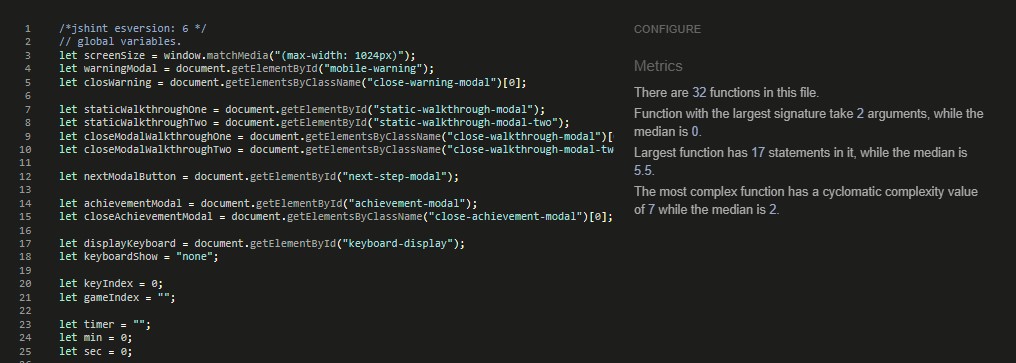 1 /*jshint esversion: 6 */
2 // global variables.
3 let screenSize = window.matchMedia("(max-width: 1024px)");
4 let warningModal = document.getElementById("mobile-warning");
5 let closWarning = document.getElementsByClassName("close-warning-modal")[0];
6
7 let staticWalkthroughOne = document.getElementById("static-walkthrough-modal");
8 let staticWalkthroughTwo = document.getElementById("static-walkthrough-modal-two");
9 let closeModalWalkthroughOne = document.getElementsByClassName("close-walkthrough-modal")[
10 let closeModalWalkthroughTwo = document.getElementsByClassName("close-walkthrough-modal-tw
11
12 let nextModalButton = document.getElementById("next-step-modal");
13
14 let achievementModal = document.getElementById("achievement-modal");
15 let closeAchievementModal = document.getElementsByClassName("close-achievement-modal")[0];
16
17 let displayKeyboard = document.getElementById("keyboard-display");
18 let keyboardShow = "none";
19
20 let keyIndex = 0;
21 let gameIndex = "";
22
23 let timer = "";
24 let min = 0;
25 let sec = 0;
CONFIGURE
Metrics
There are 32 functions in this file.
Function with the largest signature take 2 arguments, while the
median is 0.
Largest function has 17 statements in it, while the median is
5.5.
The most complex function has a cyclomatic complexity value
of 7 while the median is 2.